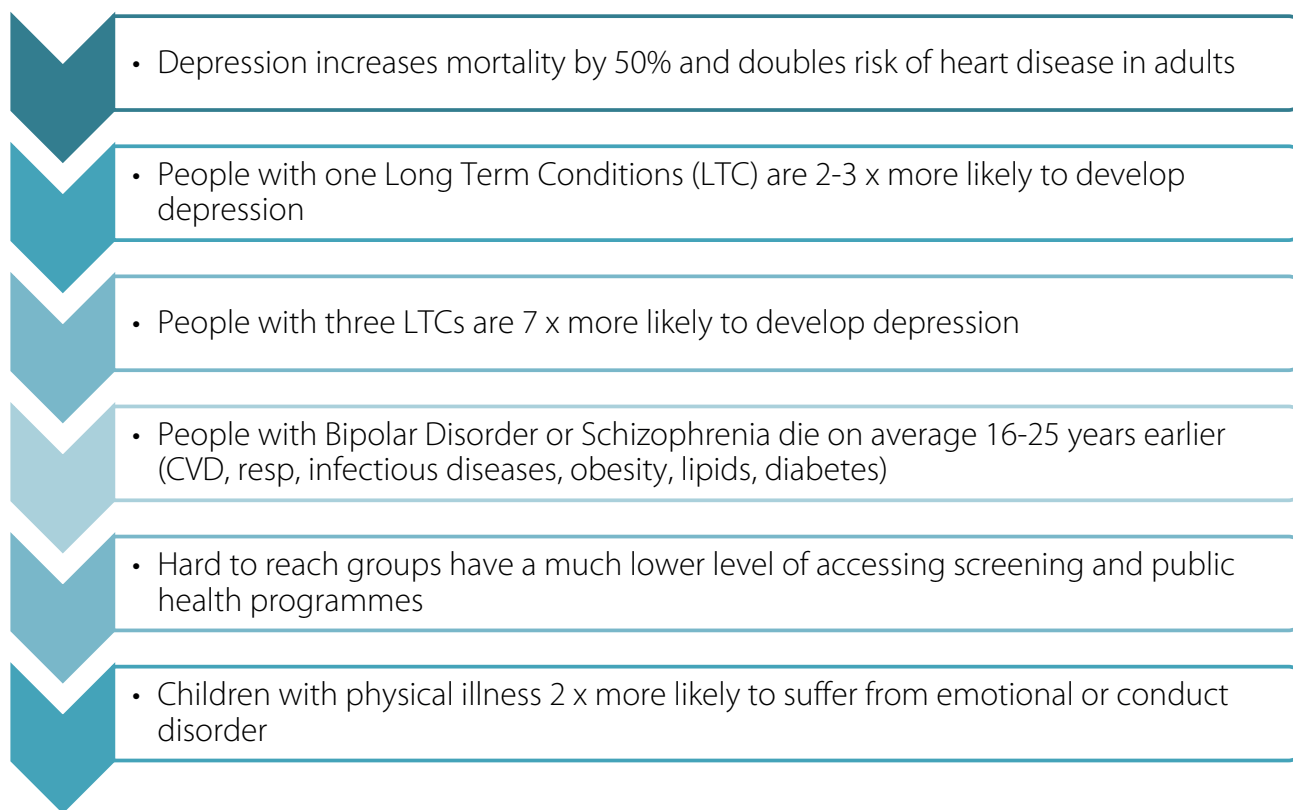 • Depression increases mortality by 50% and doubles risk of heart disease in adults
• People with one Long Term Conditions (LTC) are 2-3 x more likely to develop
depression
• People with three LTCs are 7 x more likely to develop depression
• People with Bipolar Disorder or Schizophrenia die on average 16-25 years earlier
(CVD, resp, infectious diseases, obesity, lipids, diabetes)
• Hard to reach groups have a much lower level of accessing screening and public
health programmes
• Children with physical illness 2 x more likely to suffer from emotional or conduct
disorder